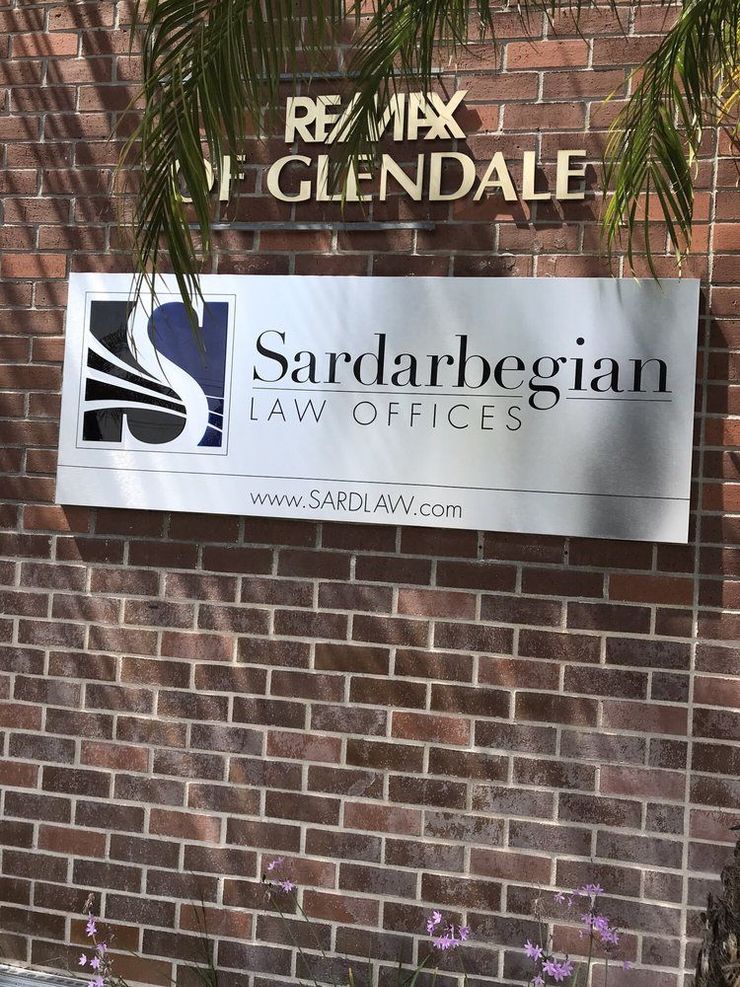 RE/MAX
OF GLENDALE
S
Sardarbegian
LAW OFFICES
www.SARDLAW.com